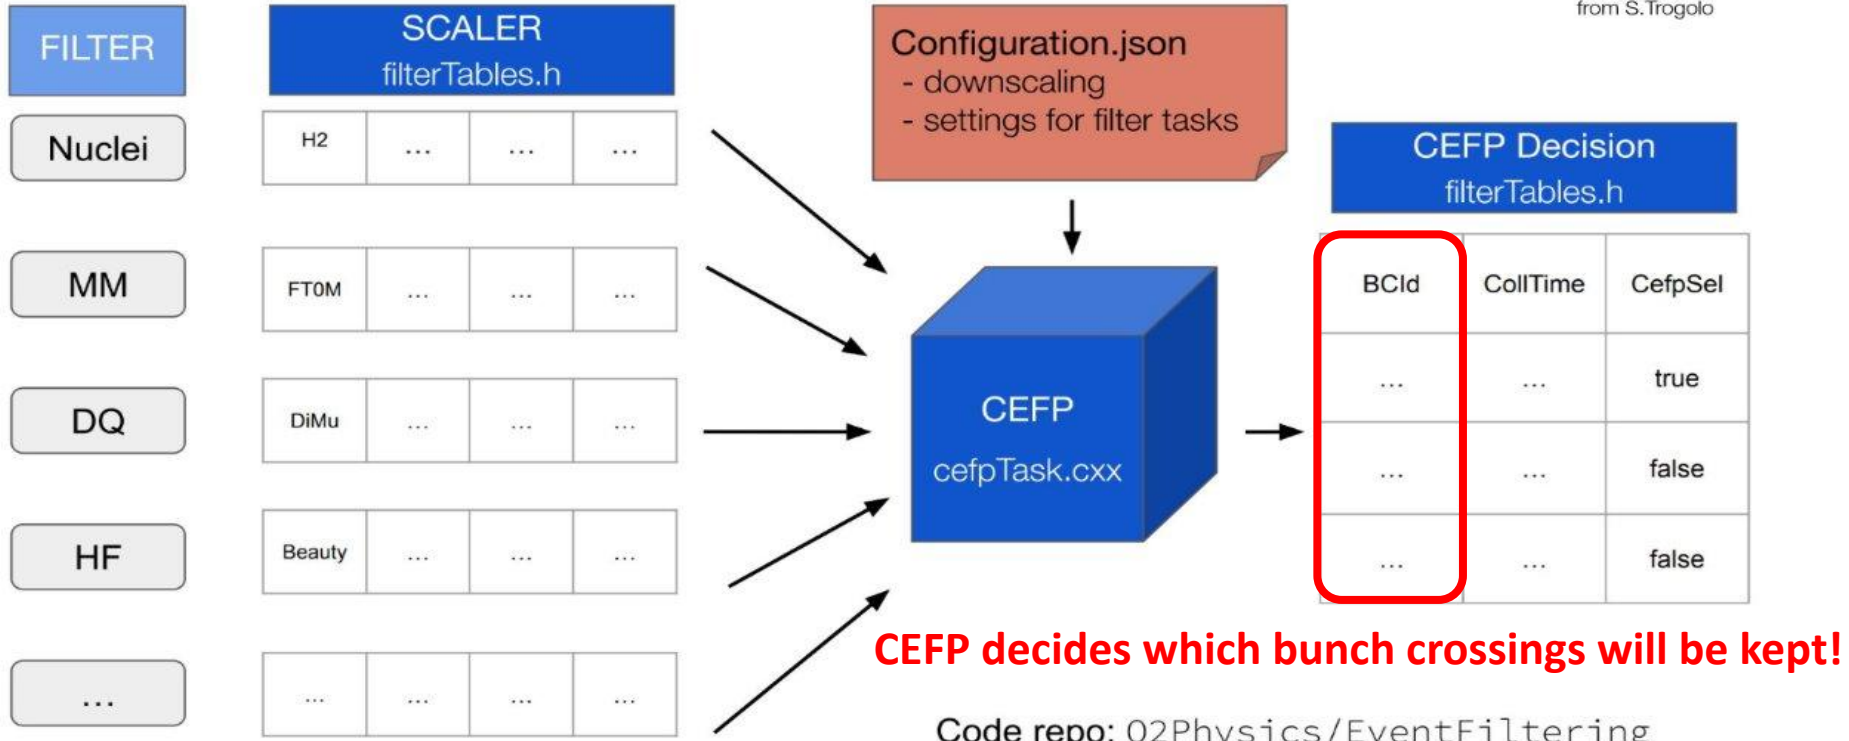 from S.Trogolo
FILTER
SCALER
filterTables.h
Configuration.json
- downscaling
- settings for filter tasks
Nuclei
H2 ... ... ...
CEFP Decision
filterTables.h
MM
FT0M ... ... ...
BCId CollTime CefpSel
... ... true
DQ
DiMu ... ... ...
CEFP
cefpTask.cxx
... ... false
HF
Beauty ... ... ...
... ... false
CEFP decides which bunch crossings will be kept!
...
... ... ... ...
Code repo: O2Physics/EventFiltering